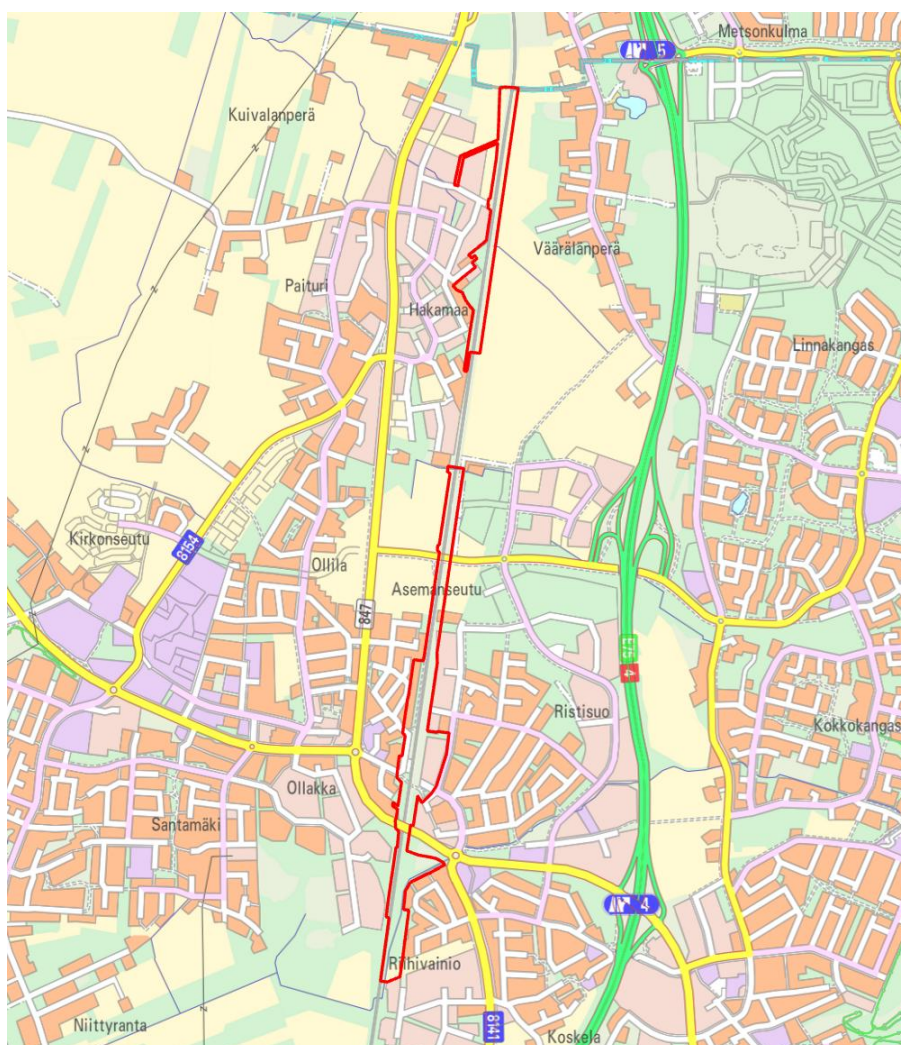 Metsonkulma
5
Kuivalanperä
Väärälänperä
Paituri
Hakamaa
Linnakangas
Kirkonseutu
8154
Ollila
Asemanseutu
847
E75 4
Ristisuo
Kokkokangas
Ollakka
Santamäki
4
Riihivainio
Niittyranta
8141
Koskela